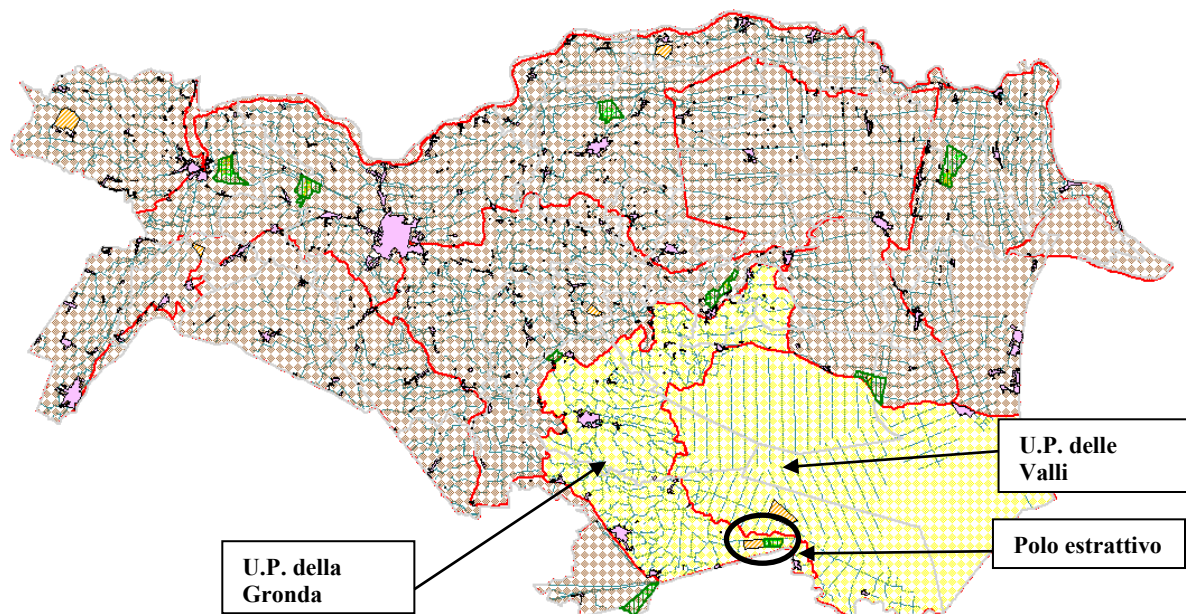 U.P. delle
Valli
Polo estrattivo
U.P. della
Gronda